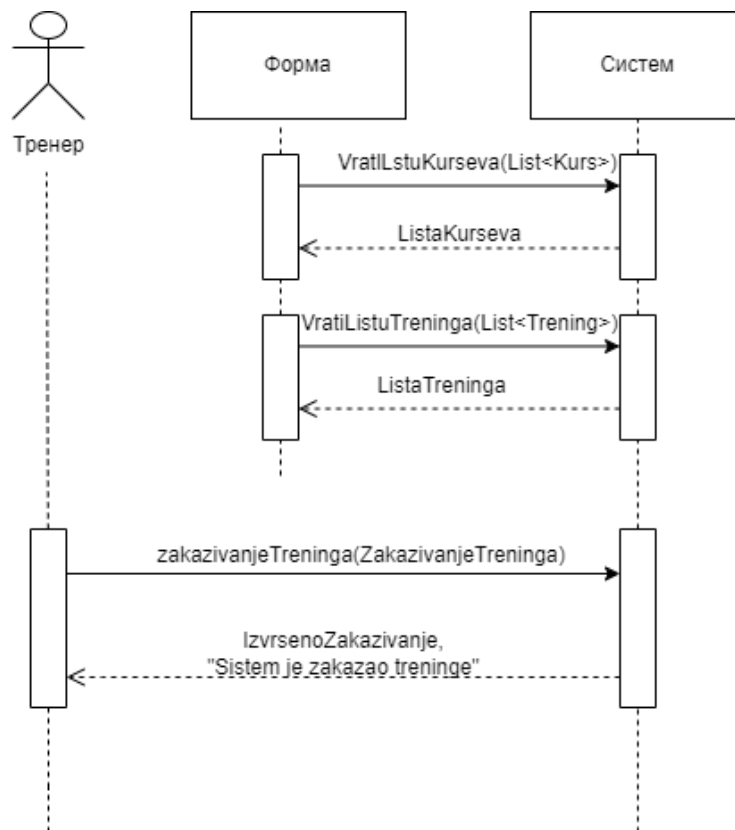 Форма
Систем
Тренер
VratILstuKurseva(List<Kurs>)
ListaKurseva
VratiListuTreninga(List<Trening>)
ListaTreninga
zakazivanjeTreninga(ZakazivanjeTreninga)
IzvrsenoZakazivanje,
"Sistem je zakazao treninge"